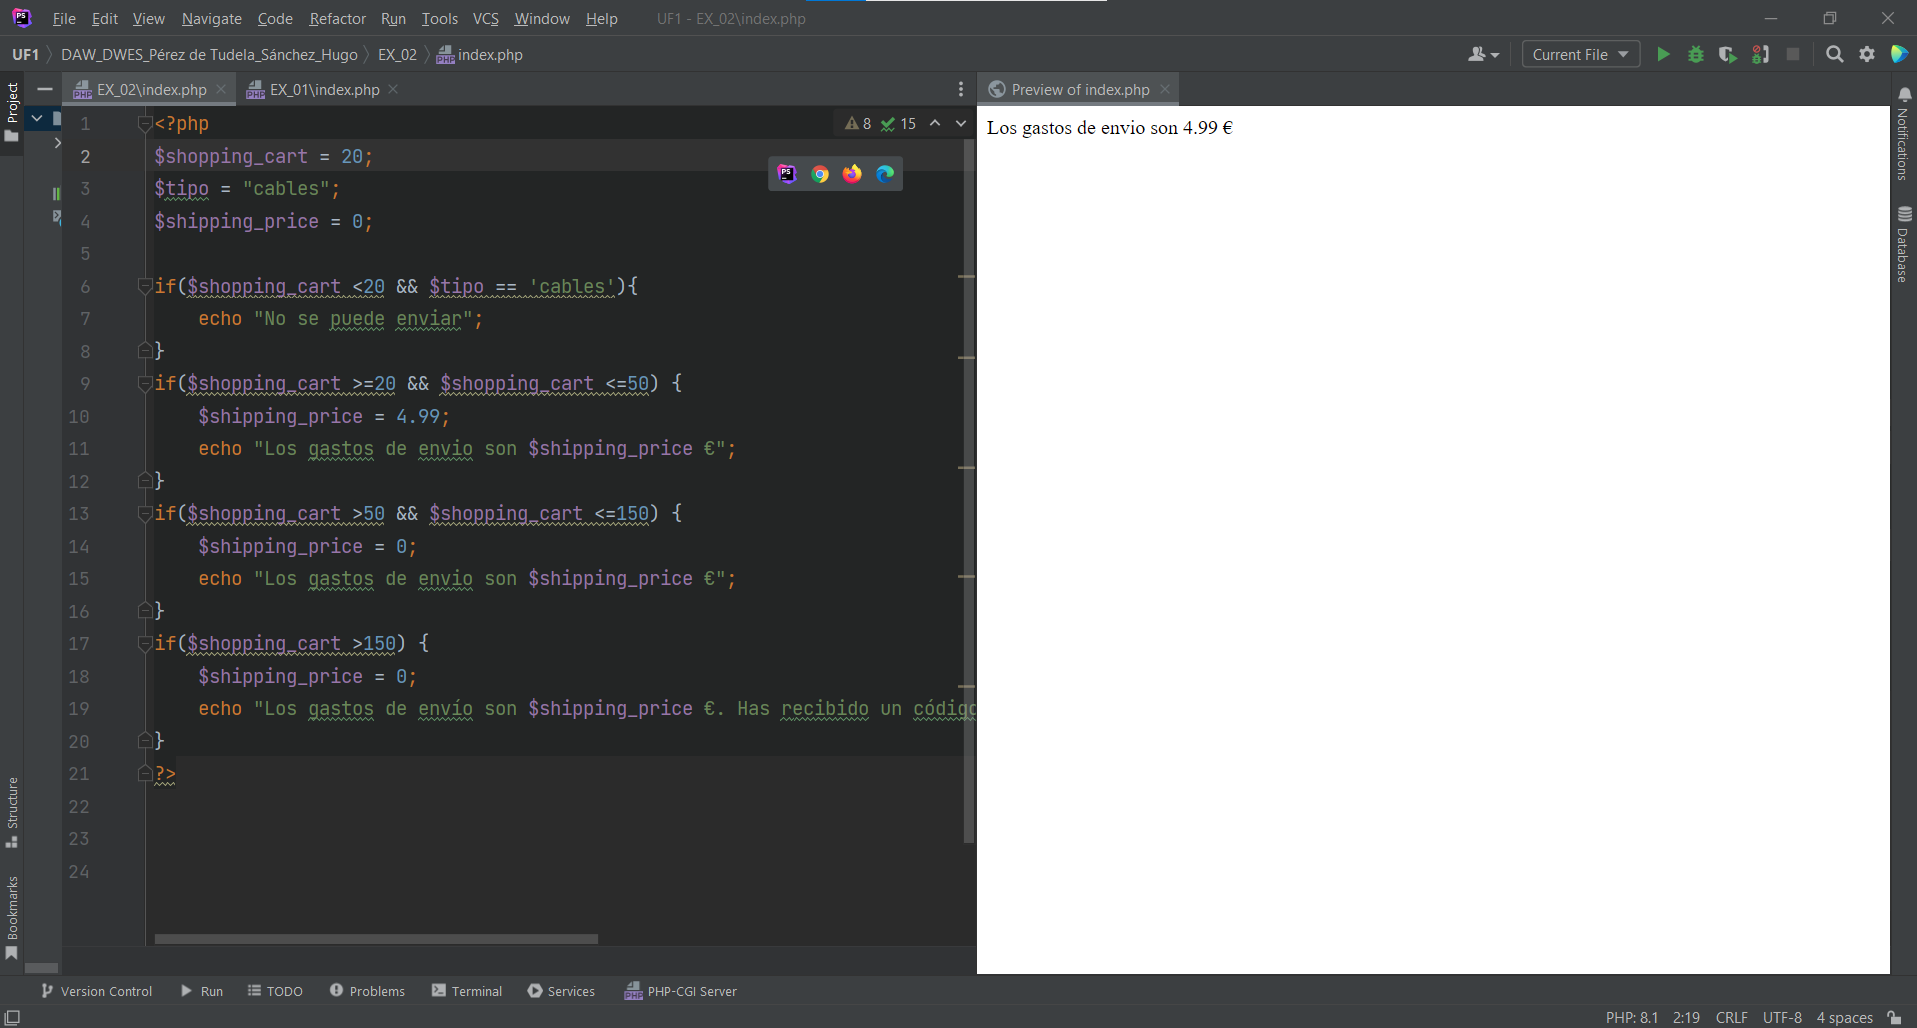 File Edit View Navigate Code Refactor Run Tools VCS Window Help UF1 - EX_02\index.php
UF1 DAW_DWES_Pérez de Tudela_Sánchez_Hugo EX_02 index.php Current File
EX_02\index.php EX_01\index.php Preview of index.php
Project
Structure
Bookmarks
8 15
1 <?php
2 $shopping_cart = 20;
3 $tipo = "cables";
4 $shipping_price = 0;
5
6 if($shopping_cart <20 && $tipo == 'cables'){
7 echo "No se puede enviar";
8 }
9 if($shopping_cart >=20 && $shopping_cart <=50) {
10 $shipping_price = 4.99;
11 echo "Los gastos de envio son $shipping_price €";
12 }
13 if($shopping_cart >50 && $shopping_cart <=150) {
14 $shipping_price = 0;
15 echo "Los gastos de envio son $shipping_price €";
16 }
17 if($shopping_cart >150) {
18 $shipping_price = 0;
19 echo "Los gastos de envío son $shipping_price €. Has recibido un código
20 }
21 ?>
22
23
24
Los gastos de envio son 4.99 €
Notifications
Database
Version Control Run TODO Problems Terminal Services PHP-CGI Server
PHP: 8.1 2:19 CRLF UTF-8 4 spaces